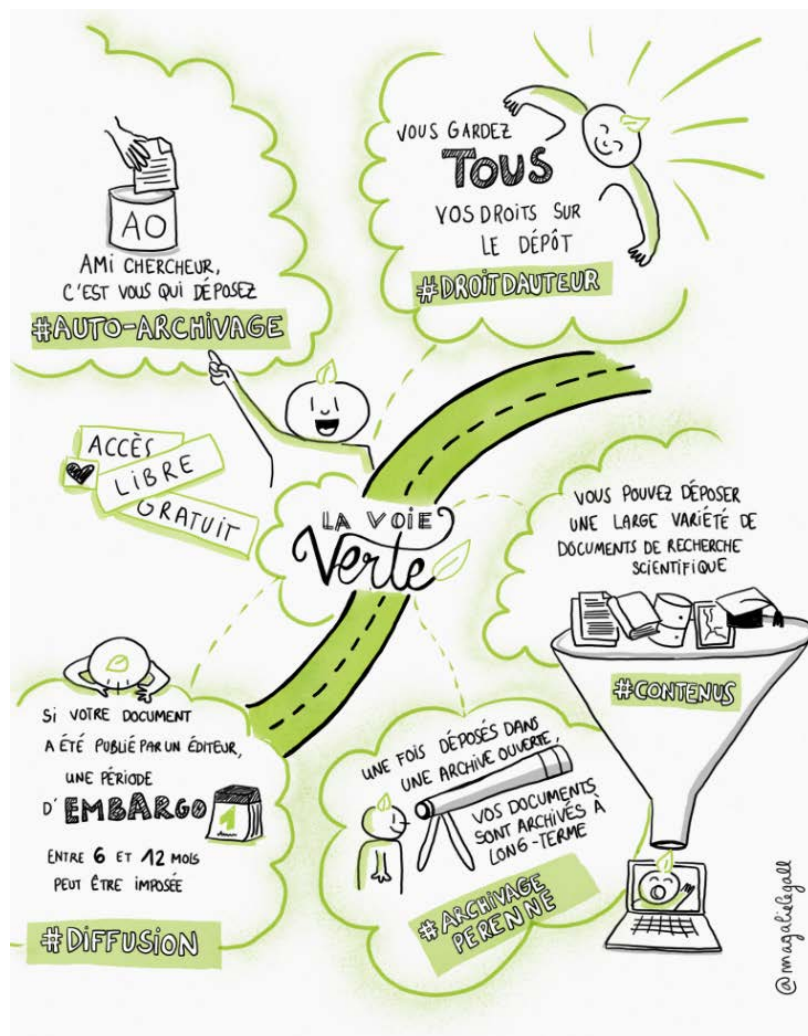 AO
AMI CHERCHEUR,
C'EST VOUS QUI DÉPOSEZ
#AUTO-ARCHIVAGE
VOUS GARDEZ
TOUS
VOS DROITS SUR
LE DÉPÔT
#DROITDAUTEUR
ACCÈS
LIBRE
GRATUIT
LA VOIE
Verte
VOUS POUVEZ DÉPOSER
UNE LARGE VARIÉTÉ DE
DOCUMENTS DE RECHERCHE
SCIENTIFIQUE
#CONTENUS
SI VOTRE DOCUMENT
A ÉTÉ PUBLIÉ PAR UN ÉDITEUR,
UNE PÉRIODE
D'EMBARGO
1
ENTRE 6 ET 12 MOIS
PEUT ÊTRE IMPOSÉE
#DIFFUSION
UNE FOIS DÉPOSÉS DANS
UNE ARCHIVE OUVERTE,
VOS DOCUMENTS
SONT ARCHIVÉS À
LONG-TERME
#ARCHIVAGE
PERENNE
@magalielegall